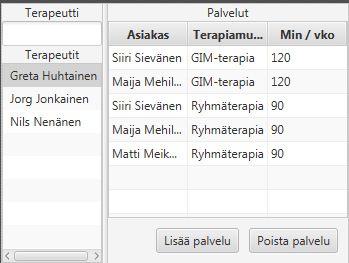 Terapeutti
Terapeutit
Greta Huhtainen
Jorg Jonkainen
Nils Nenänen
Palvelut
Asiakas Terapiamu... Min / vko
Siiri Sievänen GIM-terapia 120
Maija Mehil... GIM-terapia 120
Siiri Sievänen Ryhmäterapia 90
Maija Mehil... Ryhmäterapia 90
Matti Meik... Ryhmäterapia 90
Lisää palvelu Poista palvelu